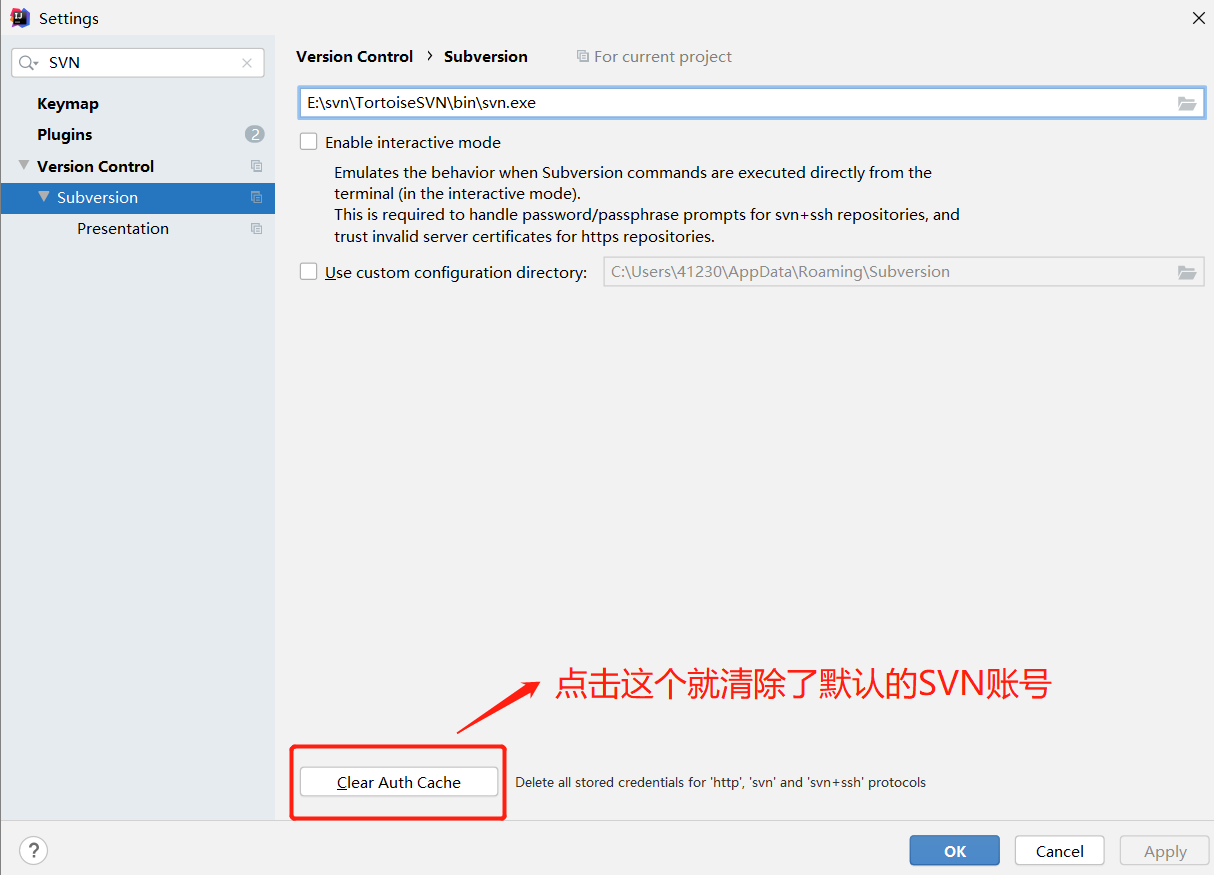 Settings
SVN
Keymap
Plugins 2
Version Control
Subversion
Presentation
Version Control › Subversion For current project
E:\svn\TortoiseSVN\bin\svn.exe
Enable interactive mode
Emulates the behavior when Subversion commands are executed directly from the
terminal (in the interactive mode).
This is required to handle password/passphrase prompts for svn+ssh repositories, and
trust invalid server certificates for https repositories.
Use custom configuration directory: C:\Users\41230\AppData\Roaming\Subversion
点击这个就清除了默认的SVN账号
Clear Auth Cache Delete all stored credentials for 'http', 'svn' and 'svn+ssh' protocols
? OK Cancel Apply